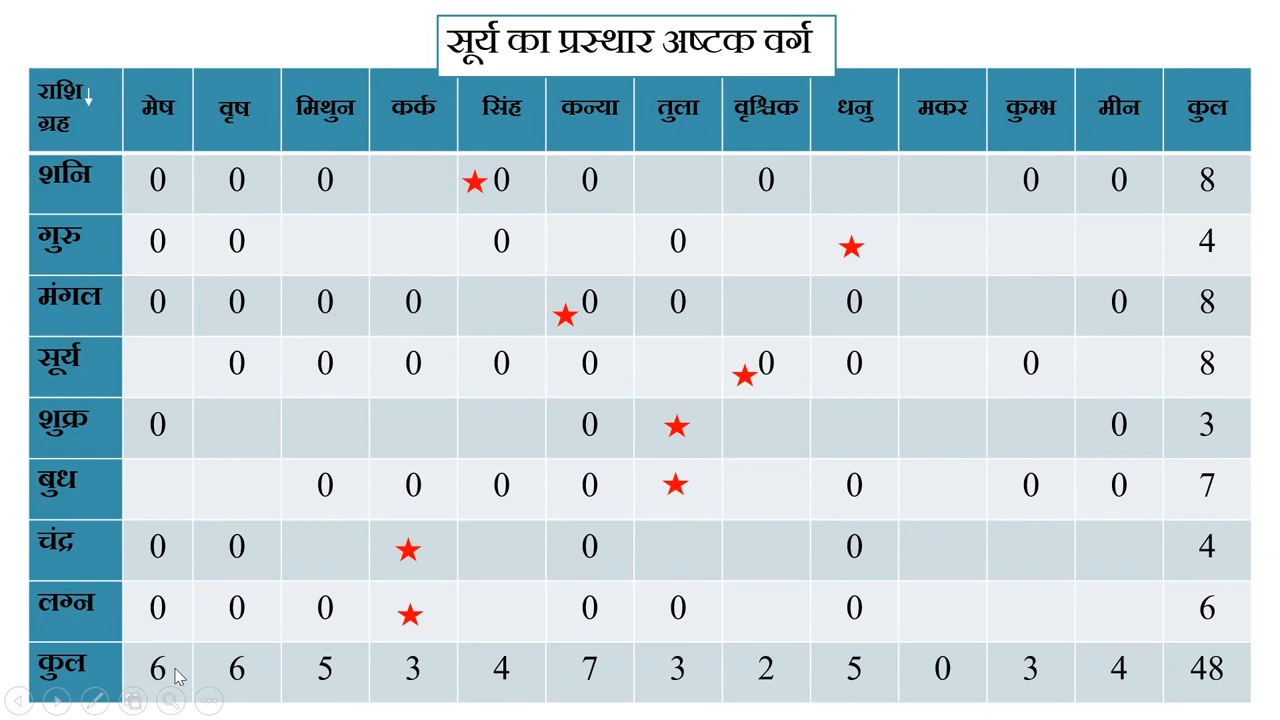 सूर्य का प्रस्थार अष्टक वर्ग
राशि
ग्रह मेष वृष मिथुन कर्क सिंह कन्या तुला वृश्चिक धनु मकर कुम्भ मीन कुल
शनि 0 0 0 0 0 0 0 0 8
गुरु 0 0 0 0 4
मंगल 0 0 0 0 0 0 0 0 8
सूर्य 0 0 0 0 0 0 0 0 8
शुक्र 0 0 0 3
बुध 0 0 0 0 0 0 0 7
चंद्र 0 0 0 0 4
लग्न 0 0 0 0 0 0 6
कुल 6 6 5 3 4 7 3 2 5 0 3 4 48